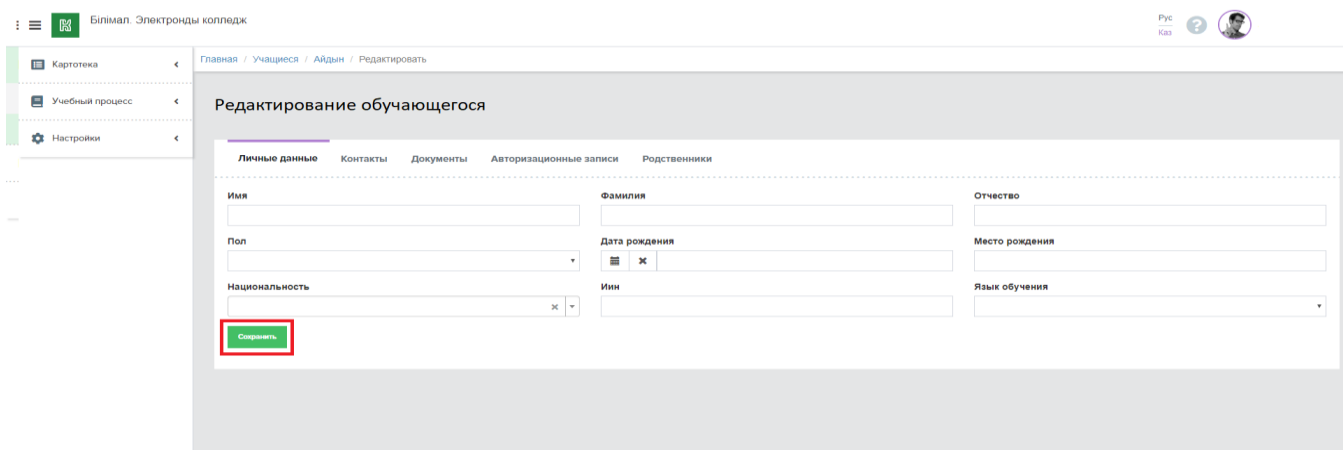 Білімал. Электронды колледж
Рус
Каз
?
Картотека
Учебный процесс
Настройки
Главная / Учащиеся / Айдын / Редактировать
Редактирование обучающегося
Личные данные Контакты Документы Авторизационные записи Родственники
Имя Фамилия Отчество
Пол Дата рождения Место рождения
Национальность Иин Язык обучения
Сохранить